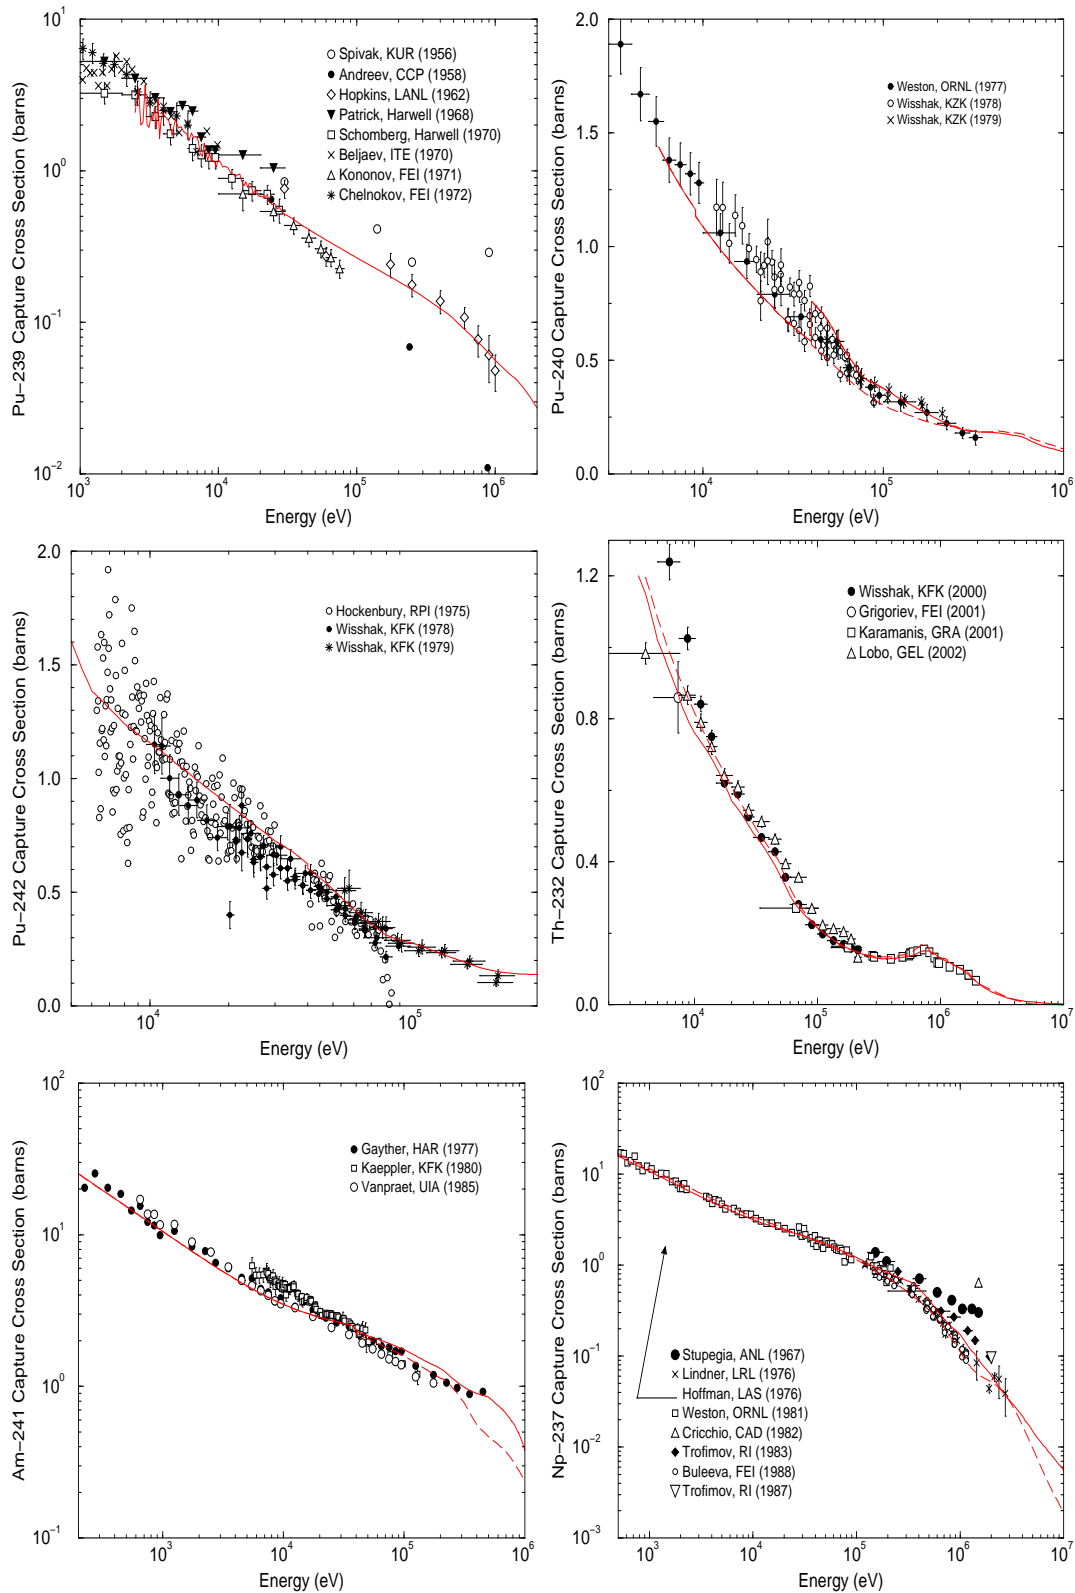 Pu−239 Capture Cross Section (barns)
10^1
10^0
10^−1
10^−2
Spivak, KUR (1956)
Andreev, CCP (1958)
Hopkins, LANL (1962)
Patrick, Harwell (1968)
Schomberg, Harwell (1970)
Beljaev, ITE (1970)
Kononov, FEI (1971)
Chelnokov, FEI (1972)
10^3 10^4 10^5 10^6
Energy (eV)
Pu−240 Capture Cross Section (barns)
2.0
1.5
1.0
0.5
0.0
Weston, ORNL (1977)
Wisshak, KZK (1978)
Wisshak, KZK (1979)
10^4 10^5 10^6
Energy (eV)
Pu−242 Capture Cross Section (barns)
2.0
1.5
1.0
0.5
0.0
Hockenbury, RPI (1975)
Wisshak, KFK (1978)
Wisshak, KFK (1979)
10^4 10^5
Energy (eV)
Th−232 Capture Cross Section (barns)
1.2
0.8
0.4
0.0
Wisshak, KFK (2000)
Grigoriev, FEI (2001)
Karamanis, GRA (2001)
Lobo, GEL (2002)
10^4 10^5 10^6 10^7
Energy (eV)
Am−241 Capture Cross Section (barns)
10^2
10^1
10^0
10^−1
Gayther, HAR (1977)
Kaeppler, KFK (1980)
Vanpraet, UIA (1985)
10^3 10^4 10^5 10^6
Energy (eV)
Np−237 Capture Cross Section (barns)
10^2
10^1
10^0
10^−1
10^−2
10^−3
Stupegia, ANL (1967)
Lindner, LRL (1976)
Hoffman, LAS (1976)
Weston, ORNL (1981)
Cricchio, CAD (1982)
Trofimov, RI (1983)
Buleeva, FEI (1988)
Trofimov, RI (1987)
10^3 10^4 10^5 10^6 10^7
Energy (eV)